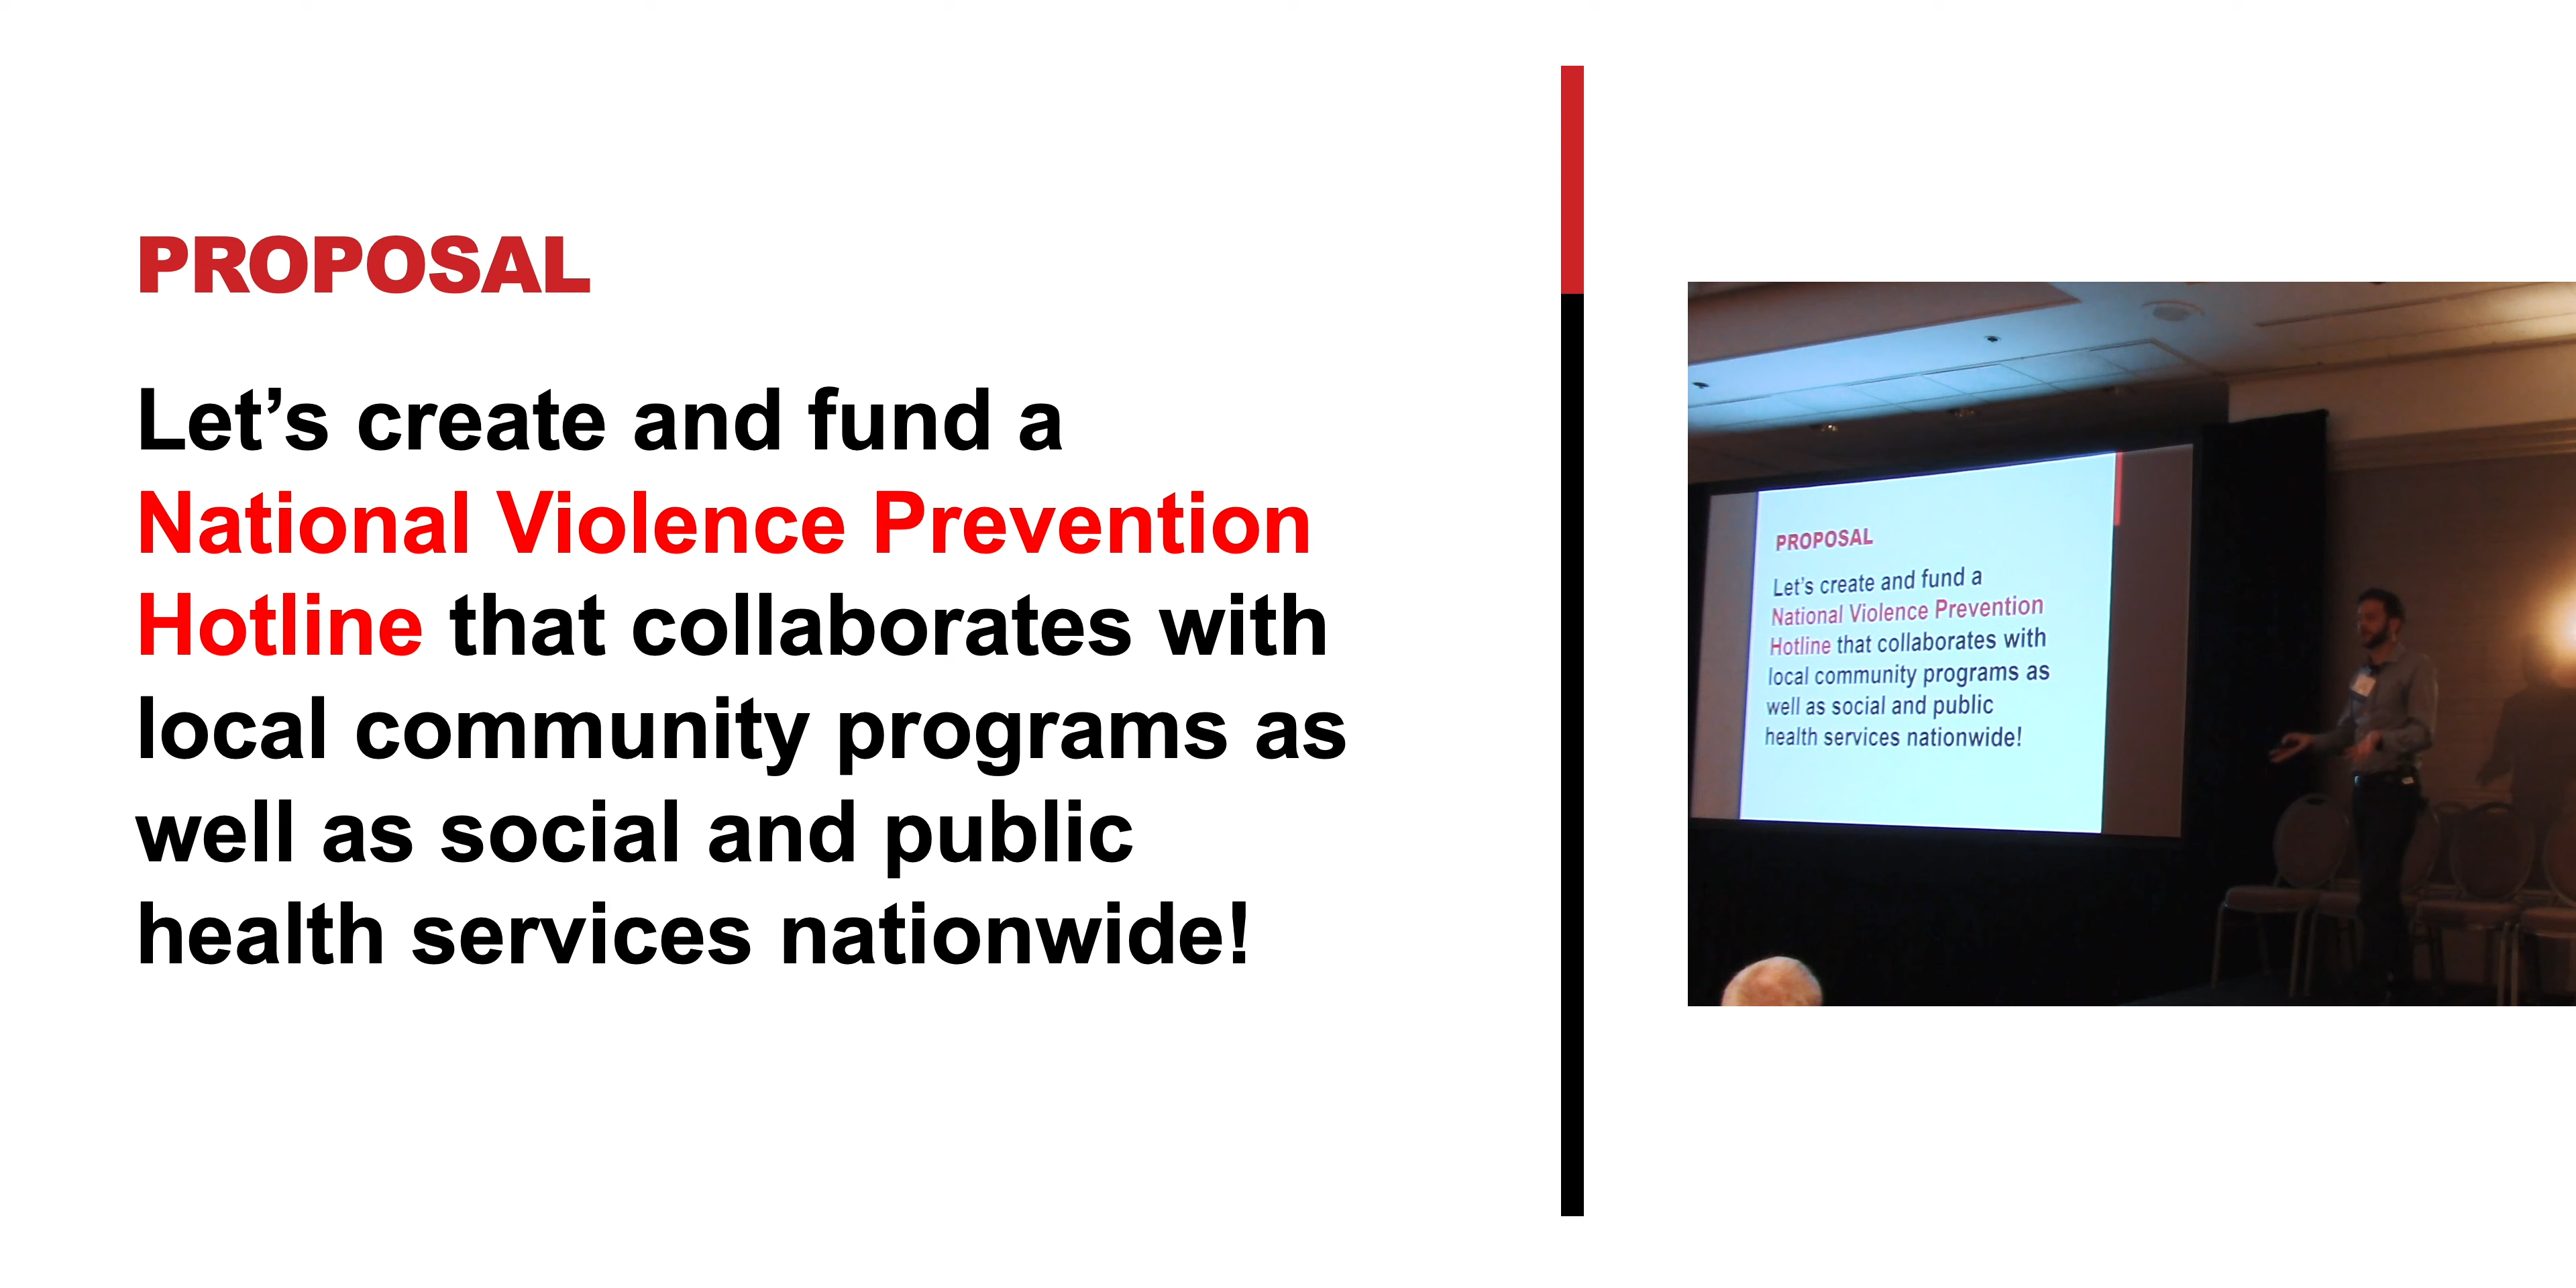 PROPOSAL
Let’s create and fund a
National Violence Prevention
Hotline that collaborates with
local community programs as
well as social and public
health services nationwide!
PROPOSAL
Let's create and fund a
National Violence Prevention
Hotline that collaborates with
local community programs as
well as social and public
health services nationwide!